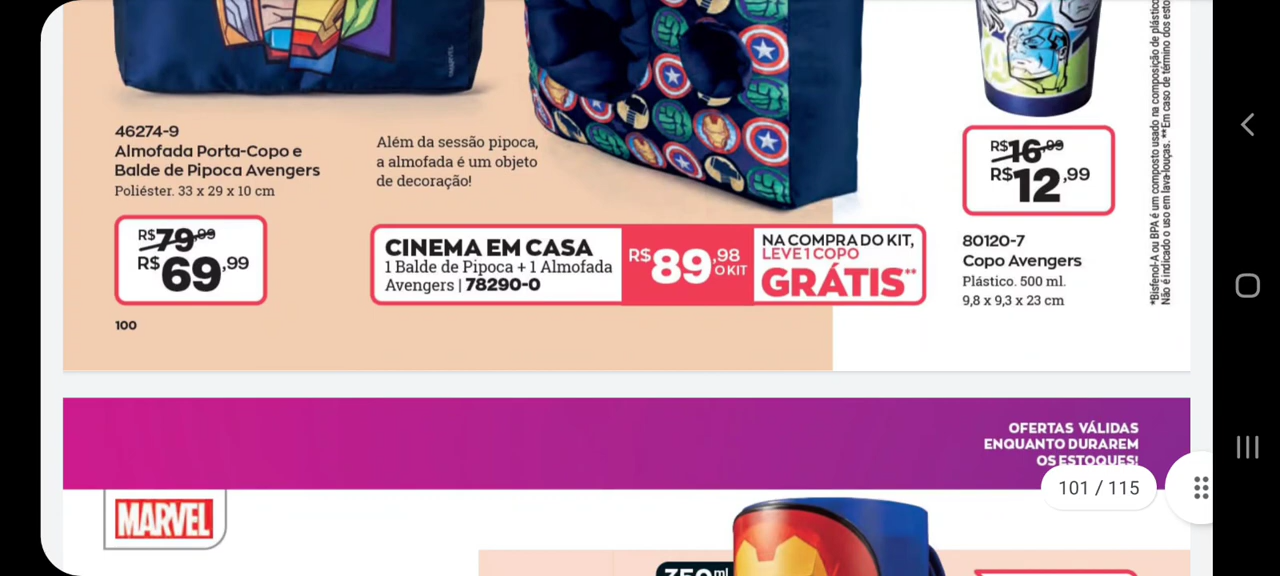 46274-9
Almofada Porta-Copo e
Balde de Pipoca Avengers
Poliéster. 33 x 29 x 10 cm
R$79,99
R$69,99
100
Além da sessão pipoca,
a almofada é um objeto
de decoração!
CINEMA EM CASA
1 Balde de Pipoca + 1 Almofada
Avengers | 78290-0
R$89,98
O KIT
NA COMPRA DO KIT,
LEVE 1 COPO
GRÁTIS**
R$16,99
R$12,99
80120-7
Copo Avengers
Plástico. 500 ml.
9,8 x 9,3 x 23 cm
*Bisfenol-A ou BPA é um composto usado na composição de plástico
Não é indicado o uso em lava-louças. **Em caso de término dos esto
OFERTAS VÁLIDAS
ENQUANTO DURAREM
OS ESTOQUES!
101 / 115
MARVEL
350 ml